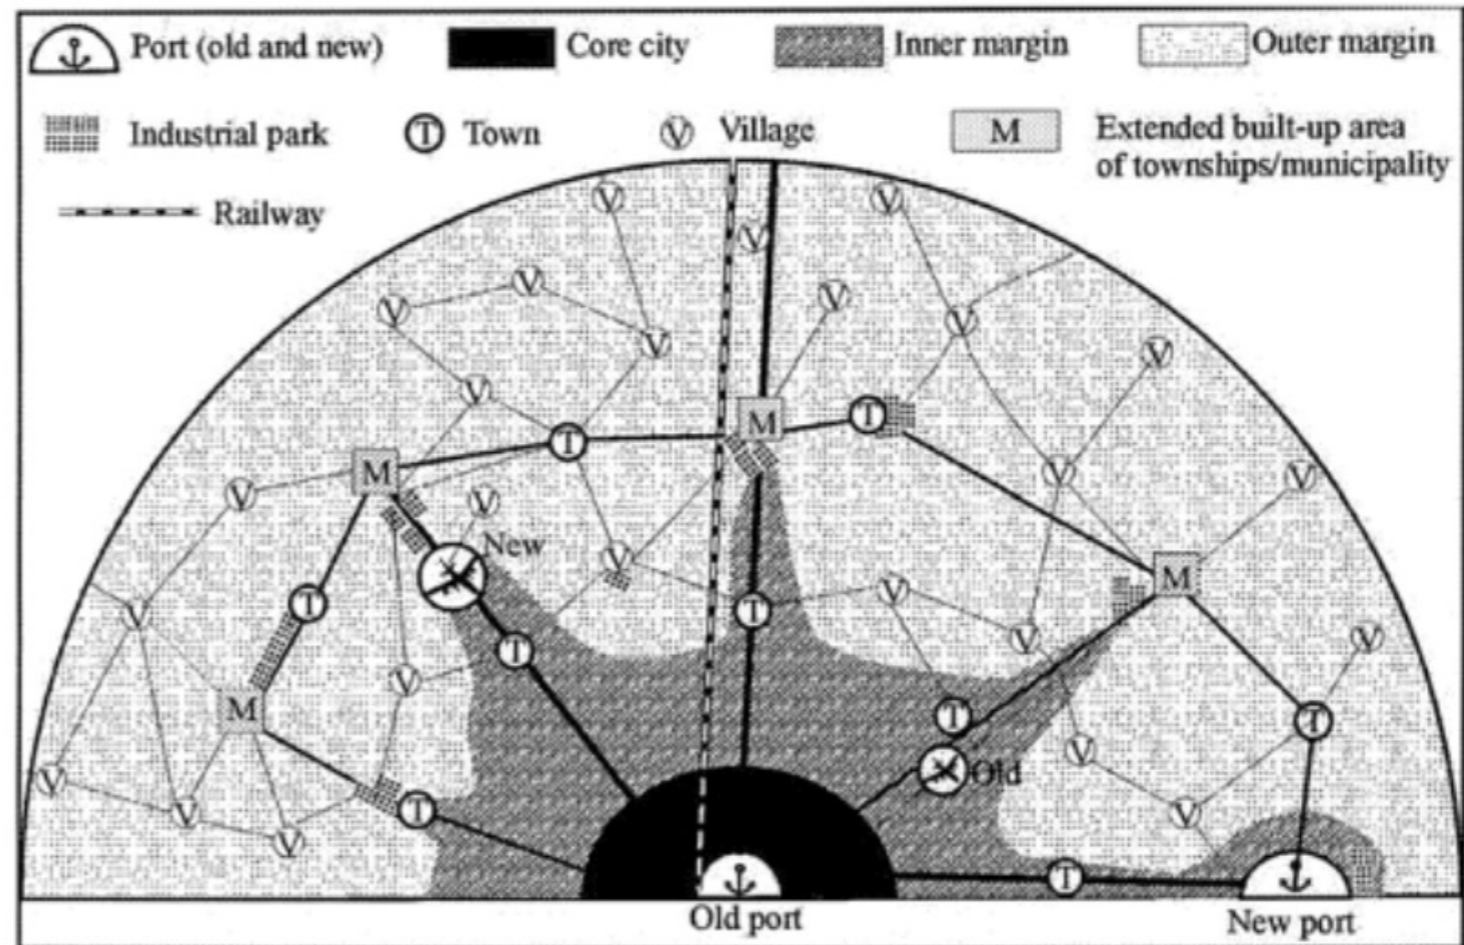 Port (old and new)
Core city
Inner margin
Outer margin
Industrial park
T
Town
V
Village
M
Extended built-up area
of townships/municipality
Railway
V
V
V
V
V
V
V
V
V
V
T
M
T
M
V
V
V
V
New
V
M
T
V
T
V
V
V
T
V
M
T
T
V
V
Old
V
T
V
V
V
T
Old port
New port